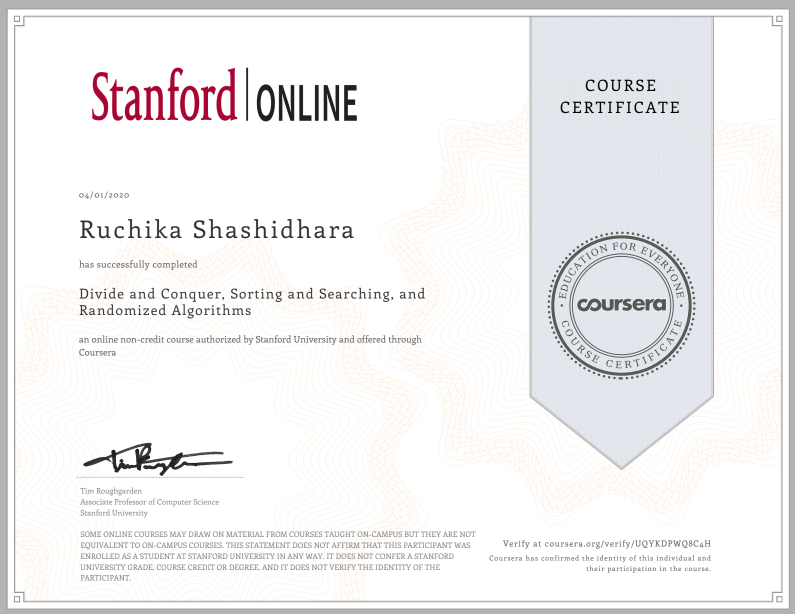 Stanford | ONLINE
COURSE
CERTIFICATE
04/01/2020
Ruchika Shashidhara
has successfully completed
Divide and Conquer, Sorting and Searching, and
Randomized Algorithms
an online non-credit course authorized by Stanford University and offered through
Coursera
EDUCATION FOR EVERYONE
coursera
COURSE CERTIFICATE
Tim Roughgarden
Associate Professor of Computer Science
Stanford University
SOME ONLINE COURSES MAY DRAW ON MATERIAL FROM COURSES TAUGHT ON-CAMPUS BUT THEY ARE NOT
EQUIVALENT TO ON-CAMPUS COURSES. THIS STATEMENT DOES NOT AFFIRM THAT THIS PARTICIPANT WAS
ENROLLED AS A STUDENT AT STANFORD UNIVERSITY IN ANY WAY. IT DOES NOT CONFER A STANFORD
UNIVERSITY GRADE, COURSE CREDIT OR DEGREE, AND IT DOES NOT VERIFY THE IDENTITY OF THE
PARTICIPANT.
Verify at coursera.org/verify/UQYKDPWQ8C4H
Coursera has confirmed the identity of this individual and
their participation in the course.